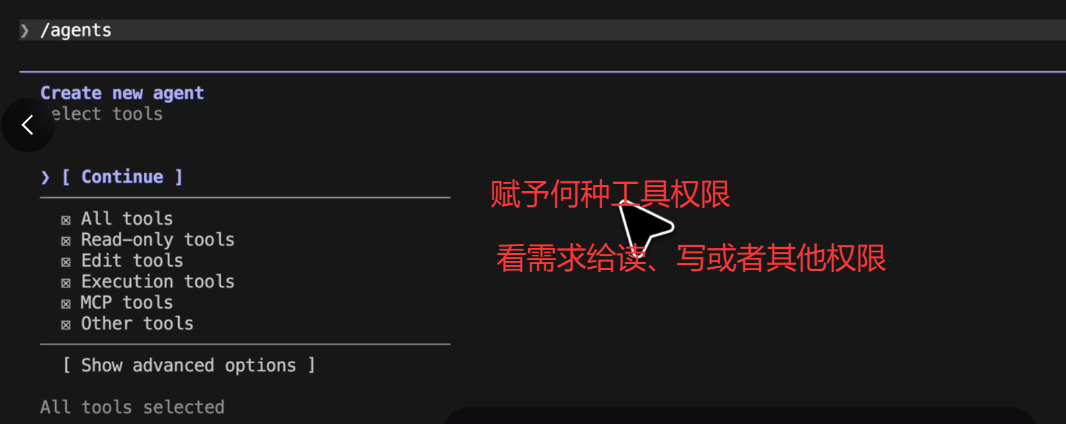 ❯ /agents
Create new agent
elect tools
❯ [ Continue ]
☒ All tools
☒ Read-only tools
☒ Edit tools
☒ Execution tools
☒ MCP tools
☒ Other tools
[ Show advanced options ]
All tools selected
赋予何种工具权限
看需求给读、写或者其他权限